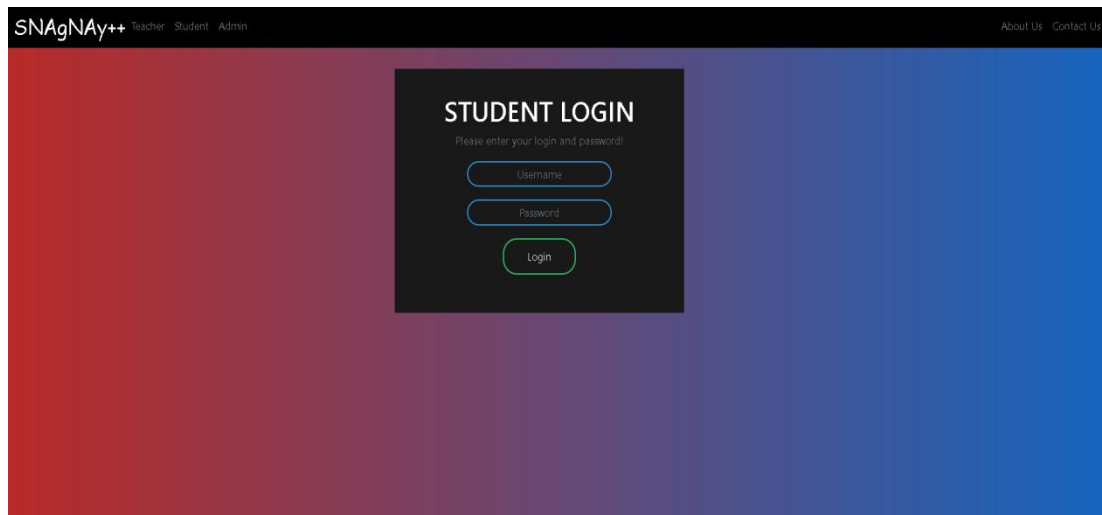 SNAgNAy++ Teacher Student Admin About Us Contact Us
STUDENT LOGIN
Please enter your login and password!
Username
Password
Login